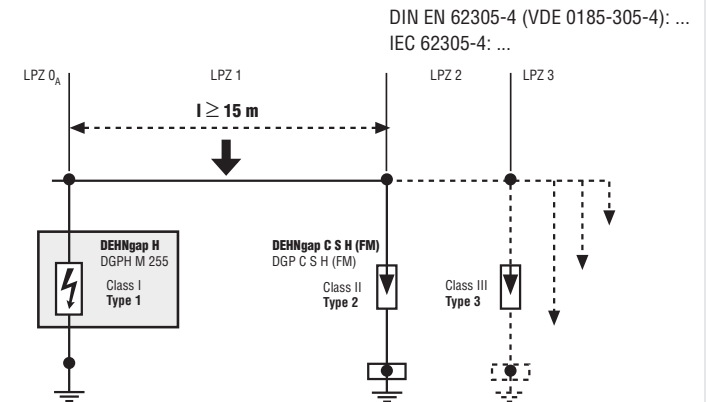 DIN EN 62305-4 (VDE 0185-305-4): ...
IEC 62305-4: ...
LPZ 0A LPZ 1 LPZ 2 LPZ 3
l ≥ 15 m
DEHNgap H
DGPH M 255
Class I
Type 1
DEHNgap C S H (FM)
DGP C S H (FM)
Class II
Type 2
Class III
Type 3